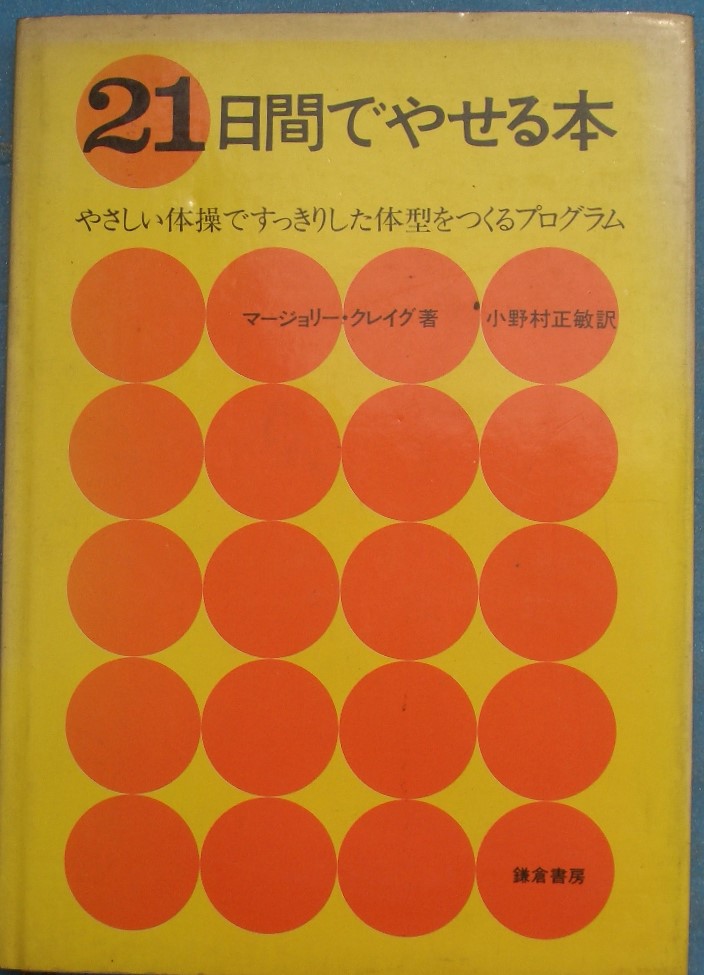 21日間でやせる本
やさしい体操ですっきりした体型をつくるプログラム
マージョリー・クレイグ著 小野村正敏訳
鎌倉書房